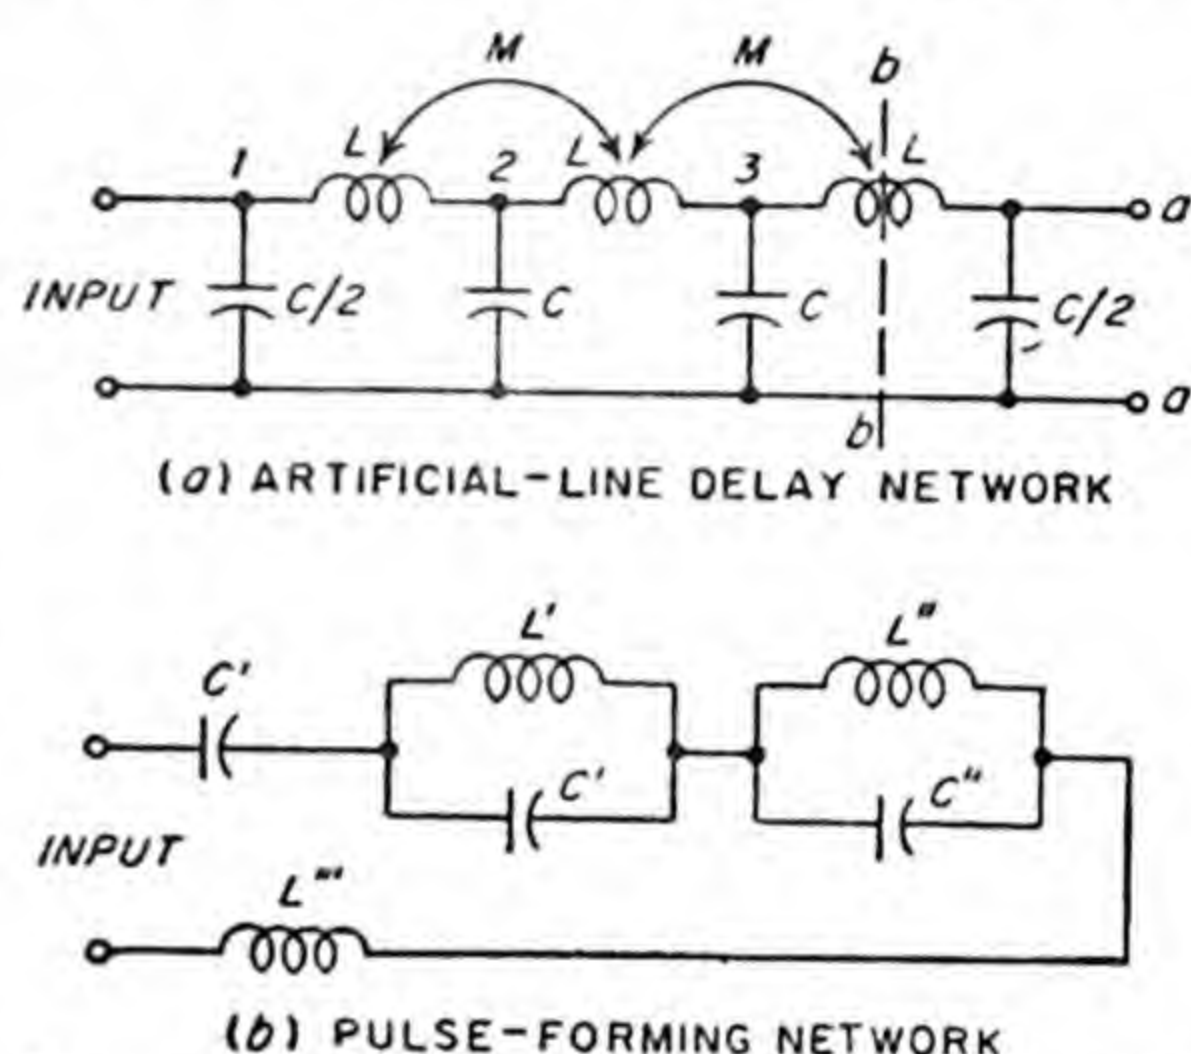 M M b
L L L
1 2 3
a
INPUT C/2 C C C/2
a
b
(a) ARTIFICIAL-LINE DELAY NETWORK
L' L"
C'
C' C"
INPUT
L"'
(b) PULSE-FORMING NETWORK